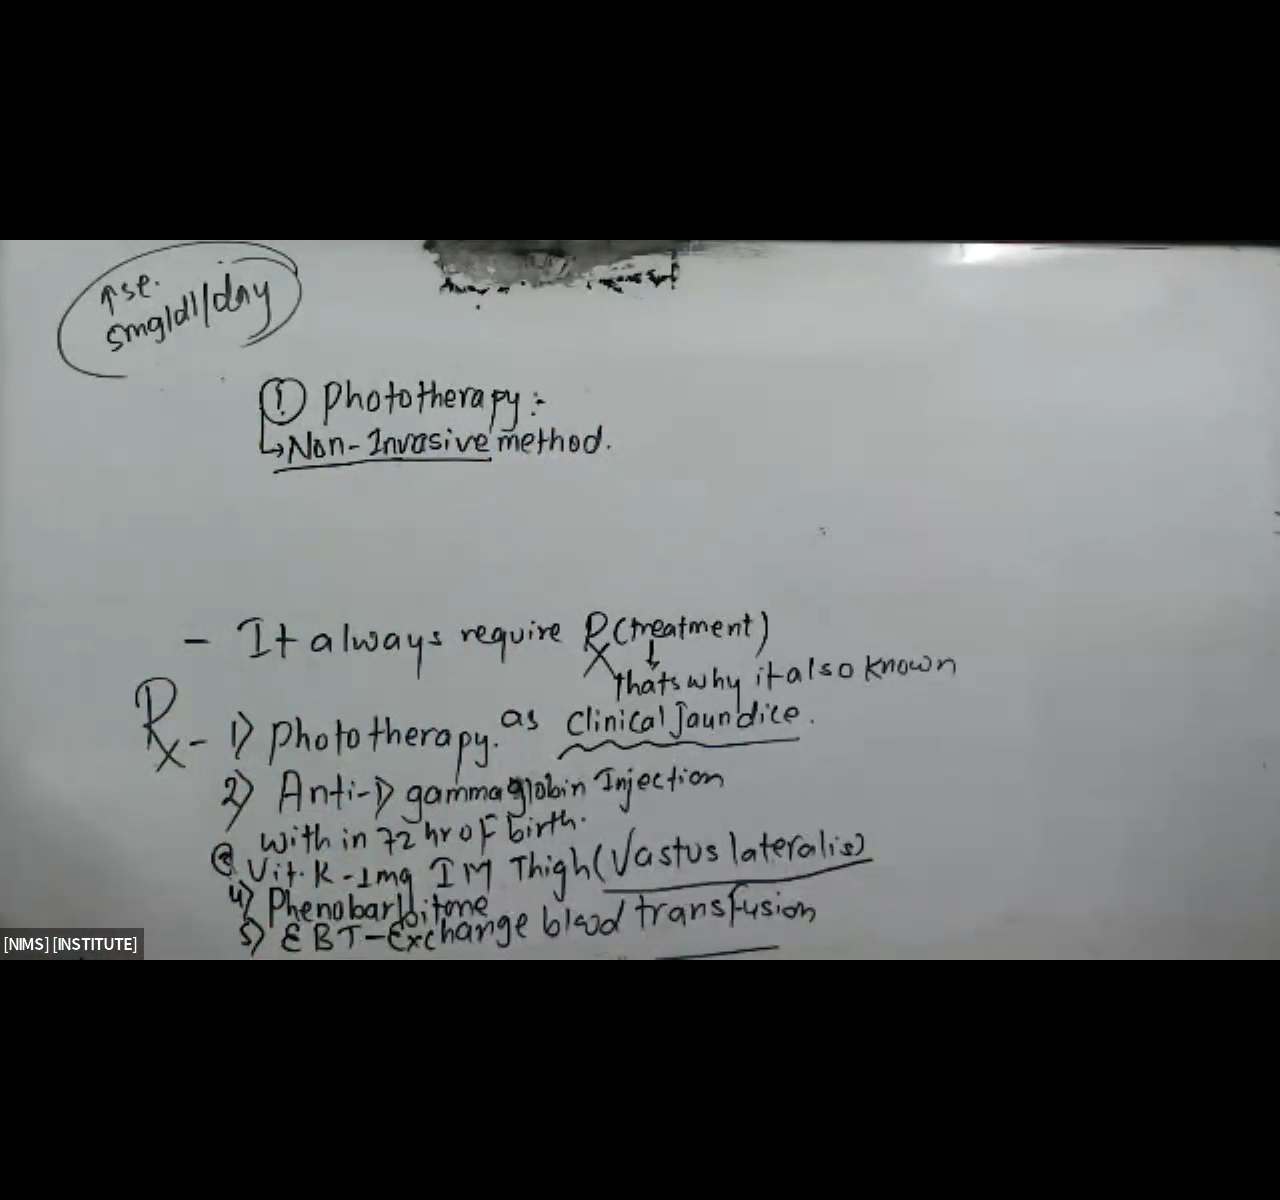 ↑se.
5mg/dl/day
① Phototherapy:-
↳Non-Invasive method.
- It always require Rx (treatment)
↓
thats why it also known
Rx - 1) Phototherapy. as Clinical Jaundice.
2) Anti-D gammaglobin Injection
with in 72 hr of birth.
3) Vit. K - 1mg IM Thigh (Vastus lateralis)
4) Phenobarbitone
5) EBT-Exchange blood transfusion
[NIMS] [INSTITUTE]